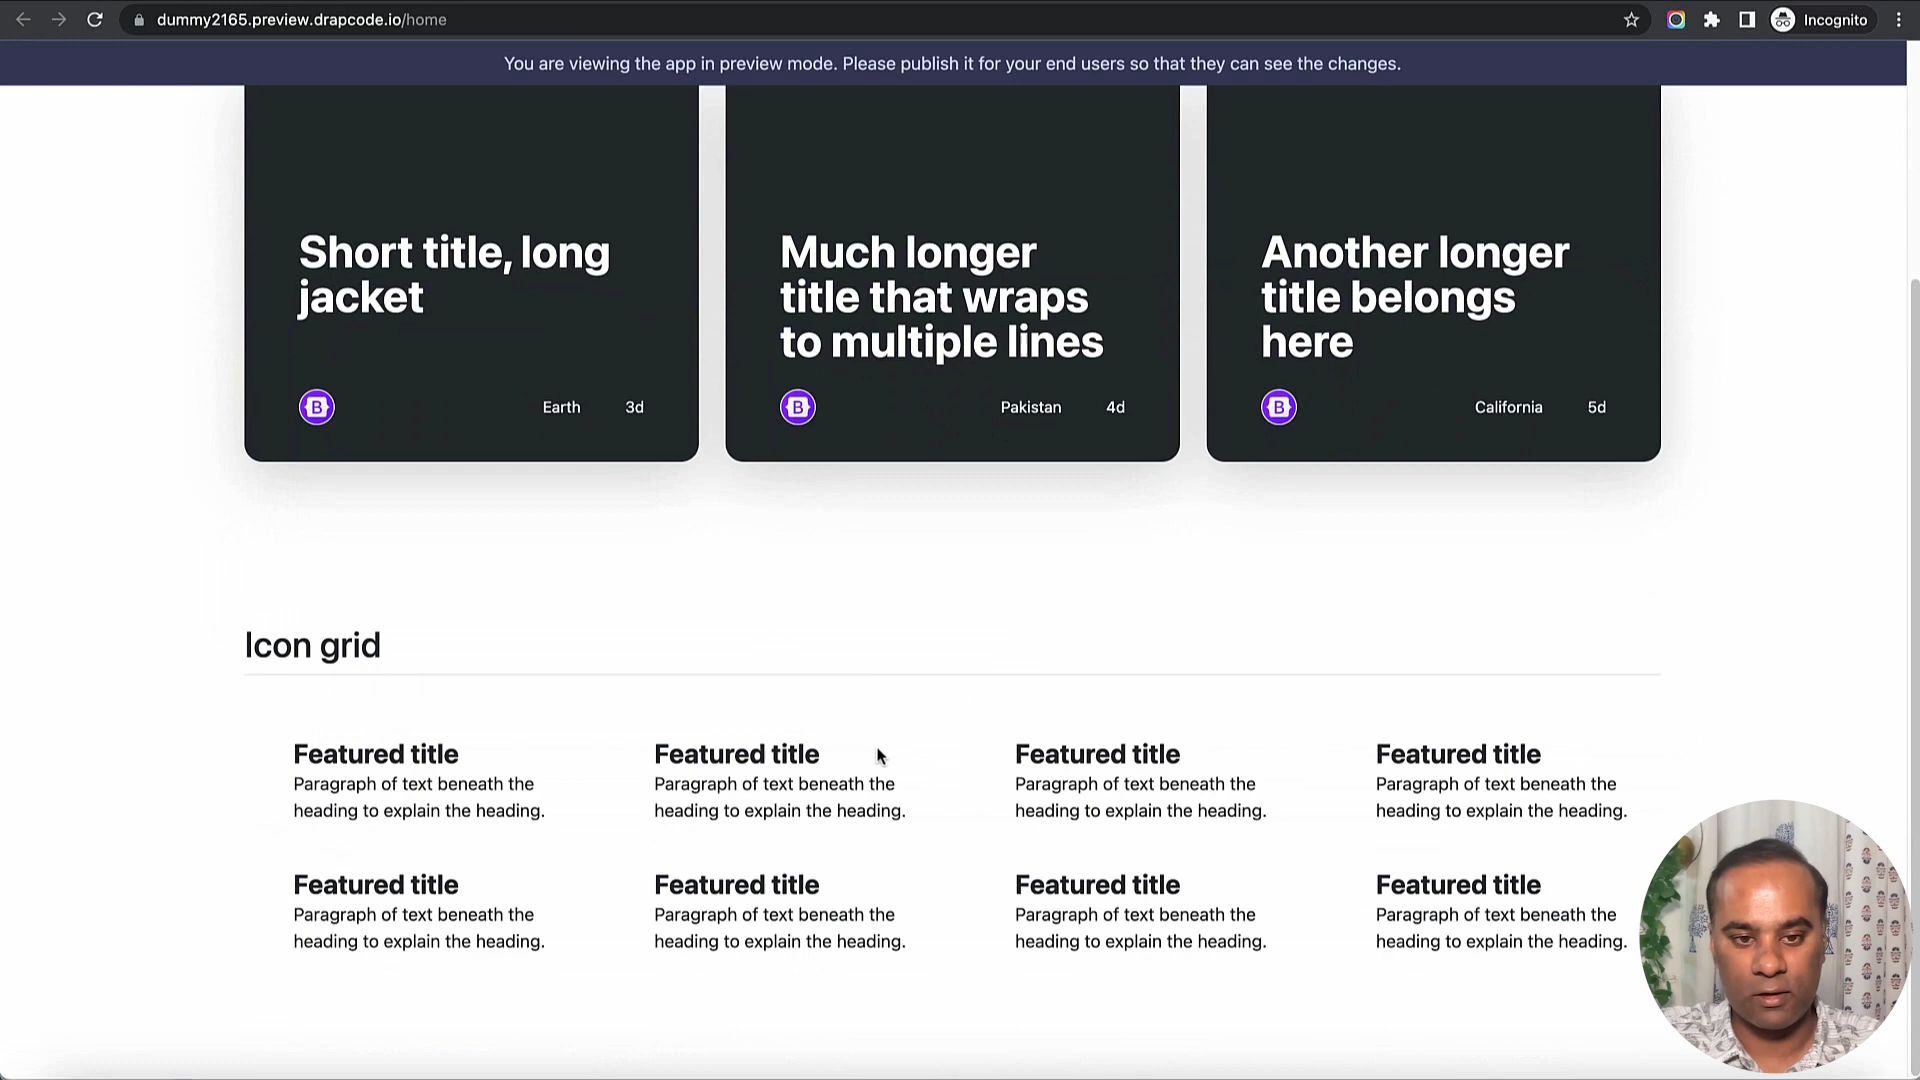 dummy2165.preview.drapcode.io/home
Incognito
You are viewing the app in preview mode. Please publish it for your end users so that they can see the changes.
Short title, long
jacket
B
Earth
3d
Much longer
title that wraps
to multiple lines
B
Pakistan
4d
Another longer
title belongs
here
B
California
5d
Icon grid
Featured title
Paragraph of text beneath the
heading to explain the heading.
Featured title
Paragraph of text beneath the
heading to explain the heading.
Featured title
Paragraph of text beneath the
heading to explain the heading.
Featured title
Paragraph of text beneath the
heading to explain the heading.
Featured title
Paragraph of text beneath the
heading to explain the heading.
Featured title
Paragraph of text beneath the
heading to explain the heading.
Featured title
Paragraph of text beneath the
heading to explain the heading.
Featured title
Paragraph of text beneath the
heading to explain the heading.